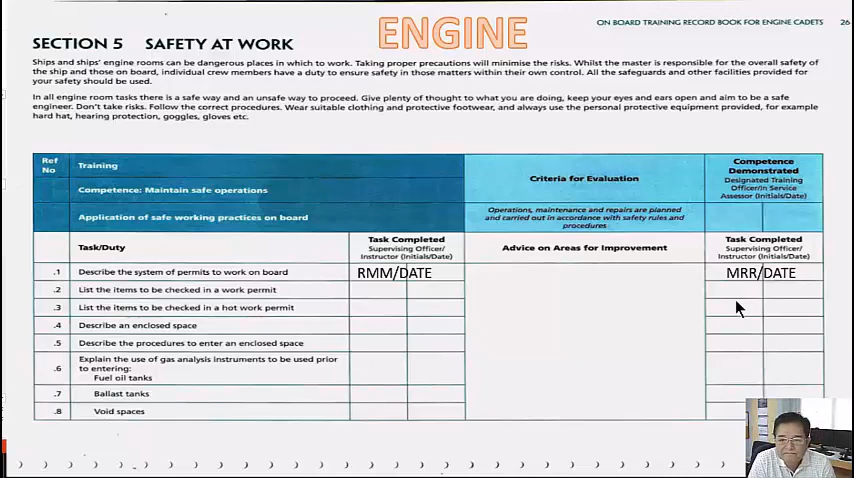 ENGINE
ON BOARD TRAINING RECORD BOOK FOR ENGINE CADETS 26
SECTION 5 SAFETY AT WORK
Ships and ships' engine rooms can be dangerous places in which to work. Taking proper precautions will minimise the risks. Whilst the master is responsible for the overall safety of
the ship and those on board, individual crew members have a duty to ensure safety in those matters within their own control. All the safeguards and other facilities provided for
your safety should be used.
In all engine room tasks there is a safe way and an unsafe way to proceed. Give plenty of thought to what you are doing, keep your eyes and ears open and aim to be a safe
engineer. Don't take risks. Follow the correct procedures. Wear suitable clothing and protective footwear, and always use the personal protective equipment provided, for example
hard hat, hearing protection, goggles, gloves etc.
Ref
No
Training
Competence: Maintain safe operations
Application of safe working practices on board
Criteria for Evaluation
Operations, maintenance and repairs are planned
and carried out in accordance with safety rules and
procedures
Competence
Demonstrated
Designated Training
Officer/In Service
Assessor (Initials/Date)
Task/Duty
Task Completed
Supervising Officer/
Instructor (Initials/Date)
Advice on Areas for Improvement
Task Completed
Supervising Officer/
Instructor (Initials/Date)
.1 Describe the system of permits to work on board RMM/DATE MRR/DATE
.2 List the items to be checked in a work permit
.3 List the items to be checked in a hot work permit
.4 Describe an enclosed space
.5 Describe the procedures to enter an enclosed space
.6 Explain the use of gas analysis instruments to be used prior
to entering:
Fuel oil tanks
.7 Ballast tanks
.8 Void spaces